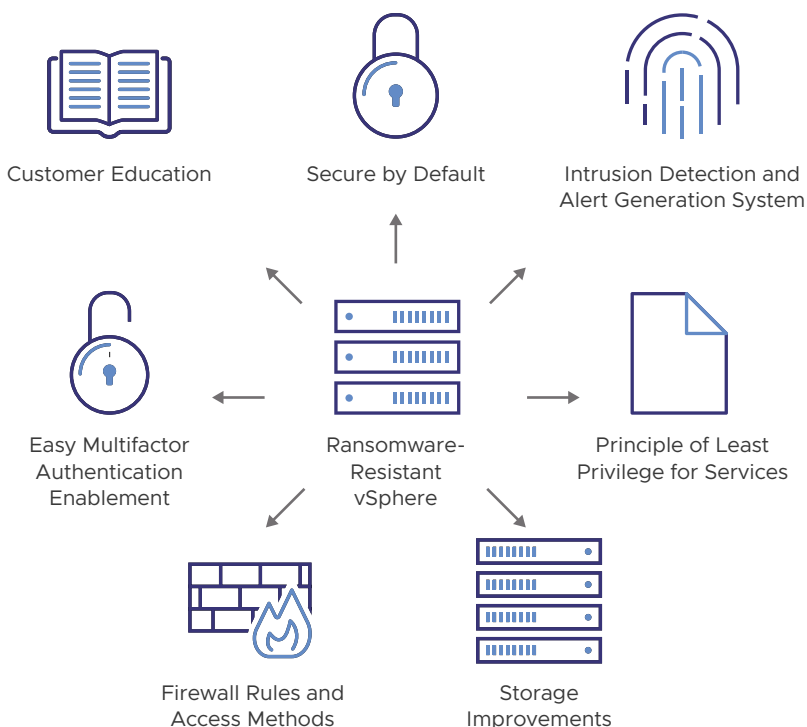 Customer Education
Secure by Default
Intrusion Detection and
Alert Generation System
Easy Multifactor
Authentication
Enablement
Ransomware-
Resistant
vSphere
Principle of Least
Privilege for Services
Firewall Rules and
Access Methods
Storage
Improvements